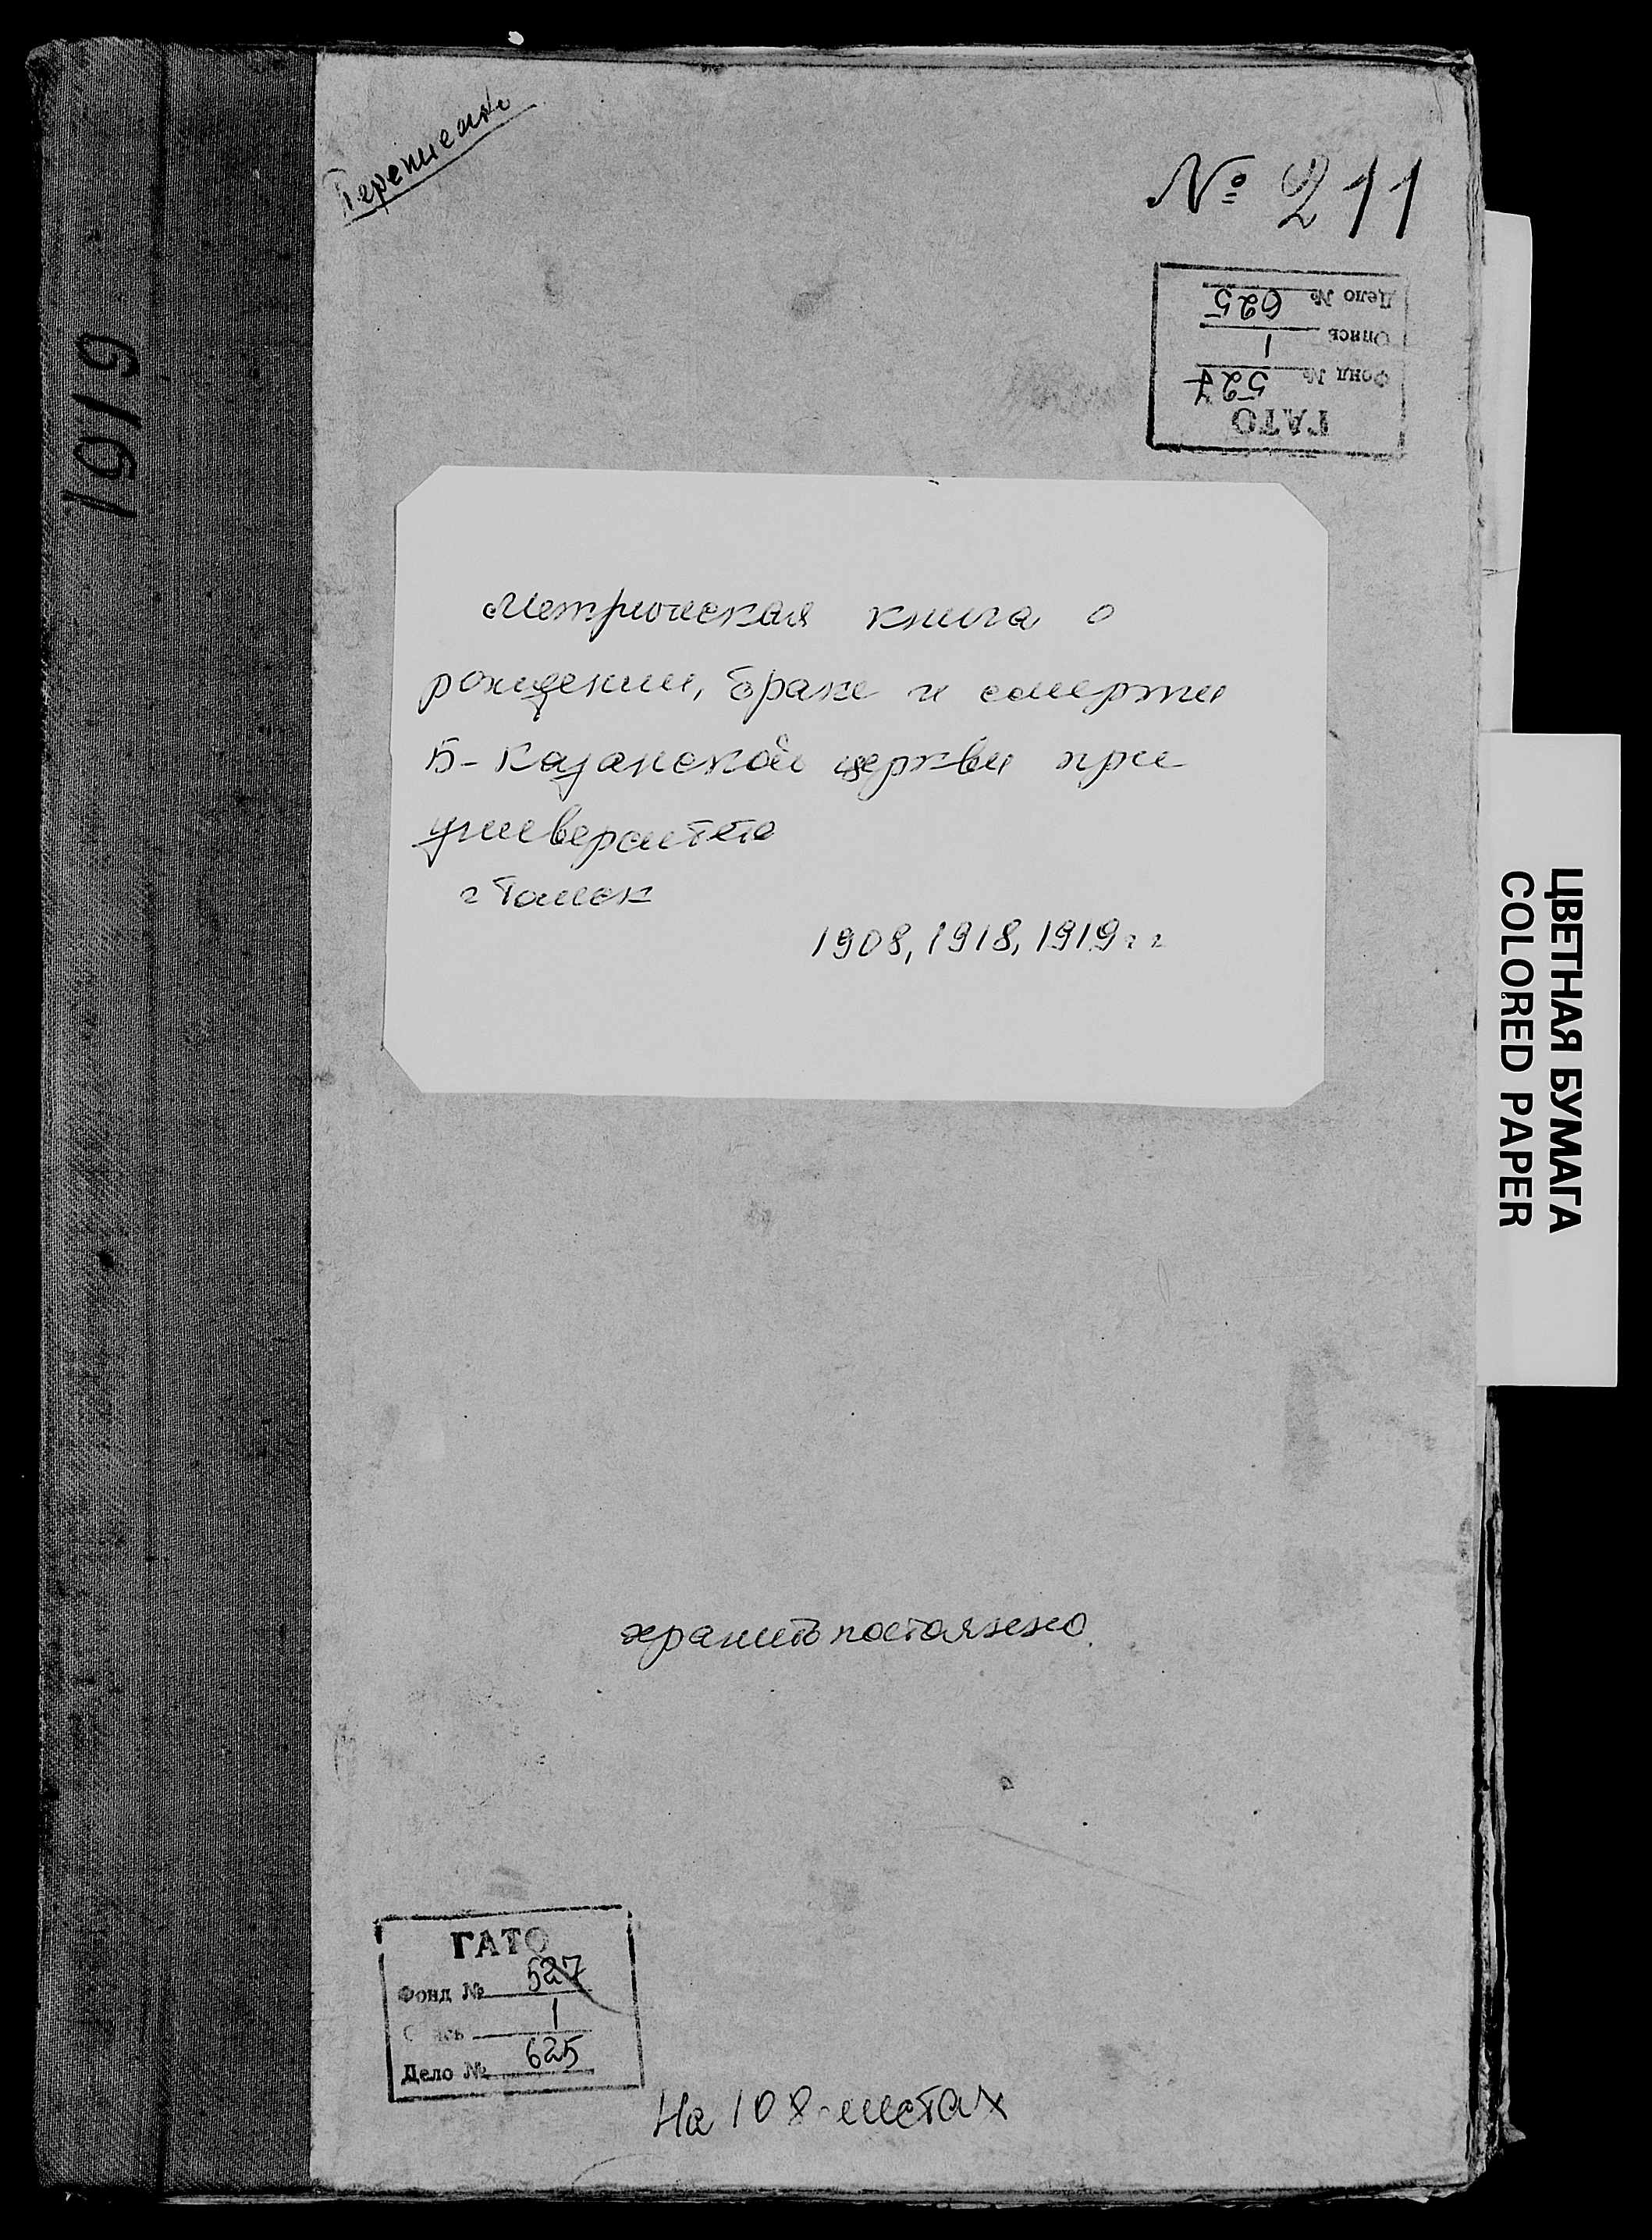 № 211
Дело № 625
Опись 1
Фонд № 527
ГАТО
1919
Метрическая книга о
рождении, браке и смерти
Б-Казанской церкви при
университете
г Томск
1908, 1918, 1919 г г
ЦВЕТНАЯ БУМАГА
COLORED PAPER
хранить постоянно
ГАТО
Фонд № 527
Опись 1
Дело № 625
На 108 листах